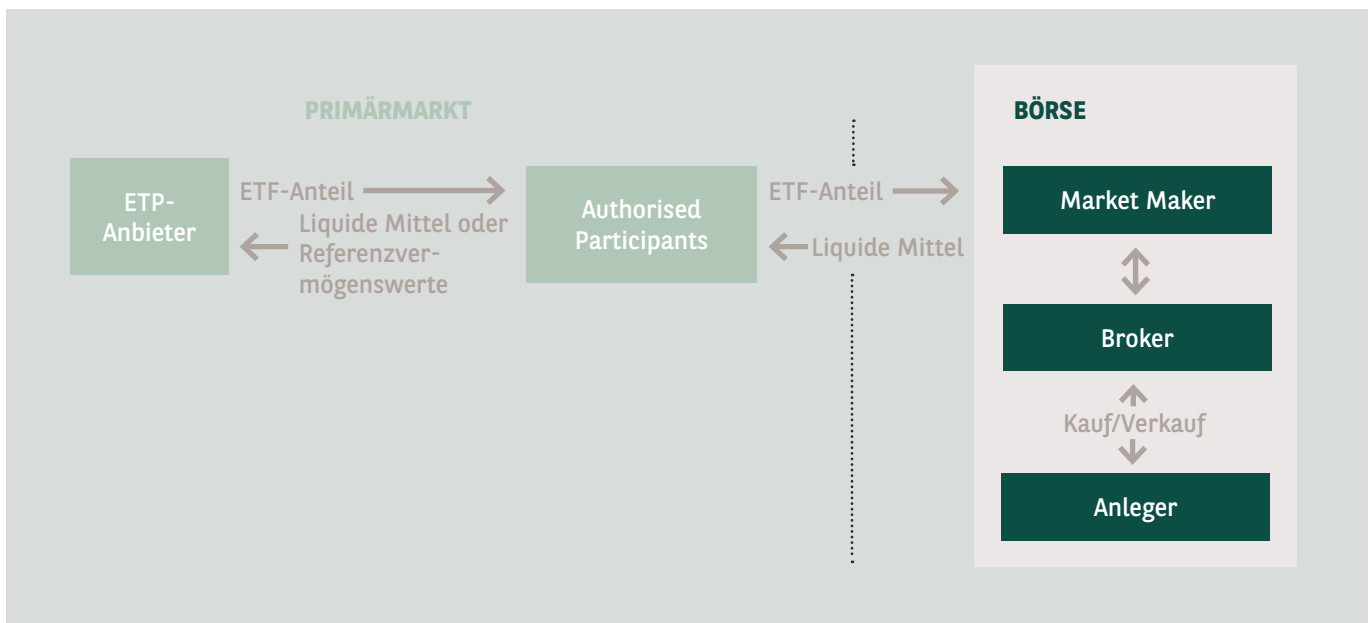 PRIMÄRMARKT
ETP-
Anbieter
ETF-Anteil
Liquide Mittel oder
Referenzver-
mögenswerte
Authorised
Participants
ETF-Anteil
Liquide Mittel
BÖRSE
Market Maker
Broker
Kauf/Verkauf
Anleger